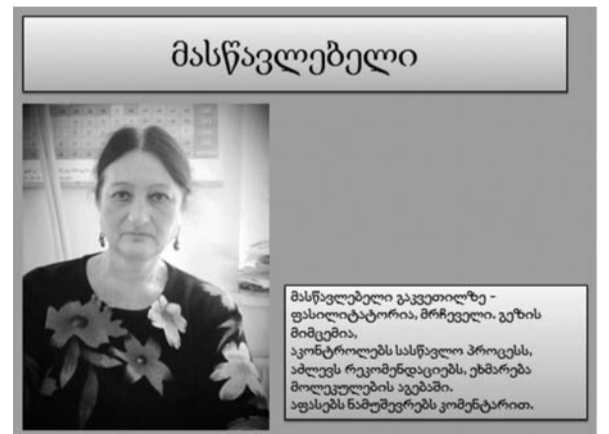 მასწავლებელი
მასწავლებელი გაკვეთილზე -
ფასილიტატორია, მრჩეველი. გეზის
მიმცემია,
აკონტროლებს სასწავლო პროცესს,
აძლევს რეკომენდაციებს, ეხმარება
მოლეკულების აგებაში.
აფასებს ნამუშევრებს კომენტარით.